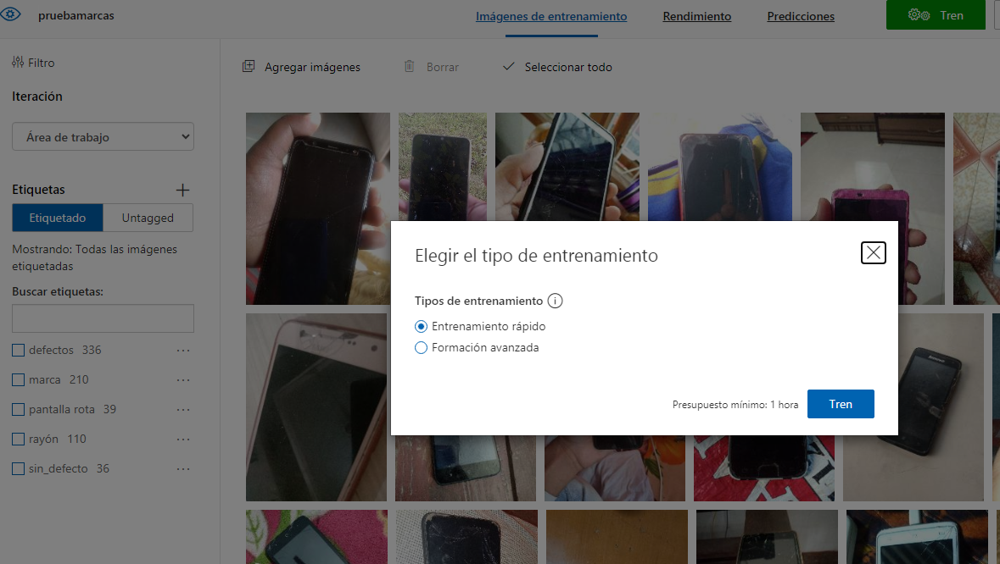 pruebamarcas
Imágenes de entrenamiento
Rendimiento
Predicciones
Tren
Filtro
Iteración
Área de trabajo
Etiquetas
Etiquetado
Untagged
Mostrando: Todas las imágenes
etiquetadas
Buscar etiquetas:
defectos 336
marca 210
pantalla rota 39
rayón 110
sin_defecto 36
Agregar imágenes
Borrar
Seleccionar todo
Elegir el tipo de entrenamiento
Tipos de entrenamiento
Entrenamiento rápido
Formación avanzada
Presupuesto mínimo: 1 hora
Tren